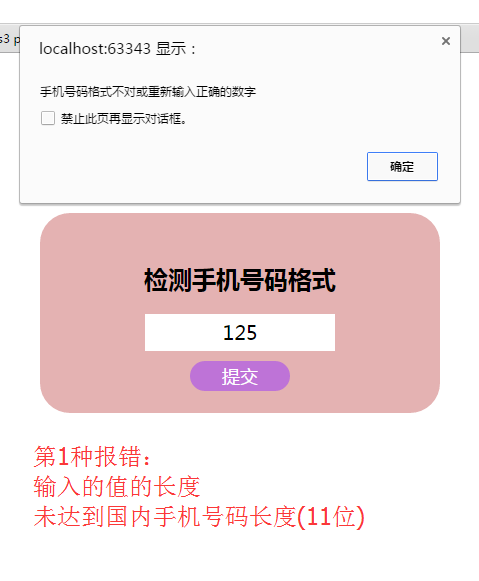 s3 p
localhost:63343 显示：
手机号码格式不对或重新输入正确的数字
禁止此页再显示对话框。
确定
检测手机号码格式
125
提交
第1种报错：
输入的值的长度
未达到国内手机号码长度(11位)